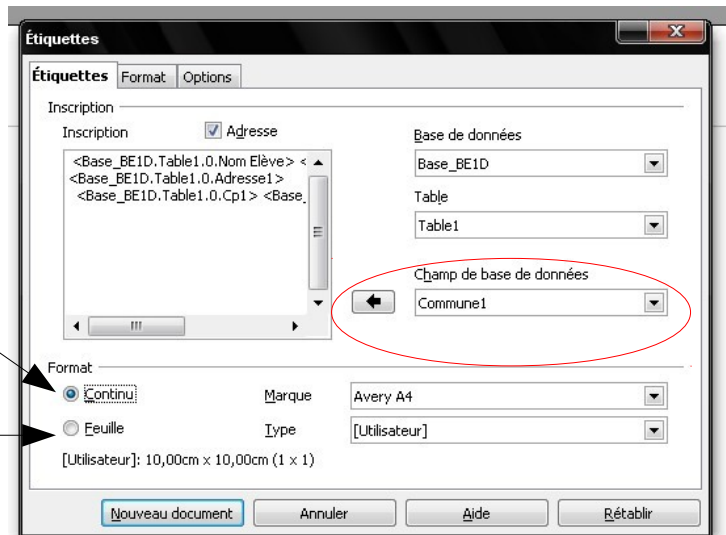 Étiquettes
Étiquettes Format Options
Inscription
Inscription Adresse
<Base_BE1D.Table1.0.Nom Elève> <
<Base_BE1D.Table1.0.Adresse1>
<Base_BE1D.Table1.0.Cp1> <Base_
Base de données
Base_BE1D
Table
Table1
Champ de base de données
Commune1
Format
Continu Marque Avery A4
Feuille Type [Utilisateur]
[Utilisateur]: 10,00cm x 10,00cm (1 x 1)
Nouveau document Annuler Aide Rétablir